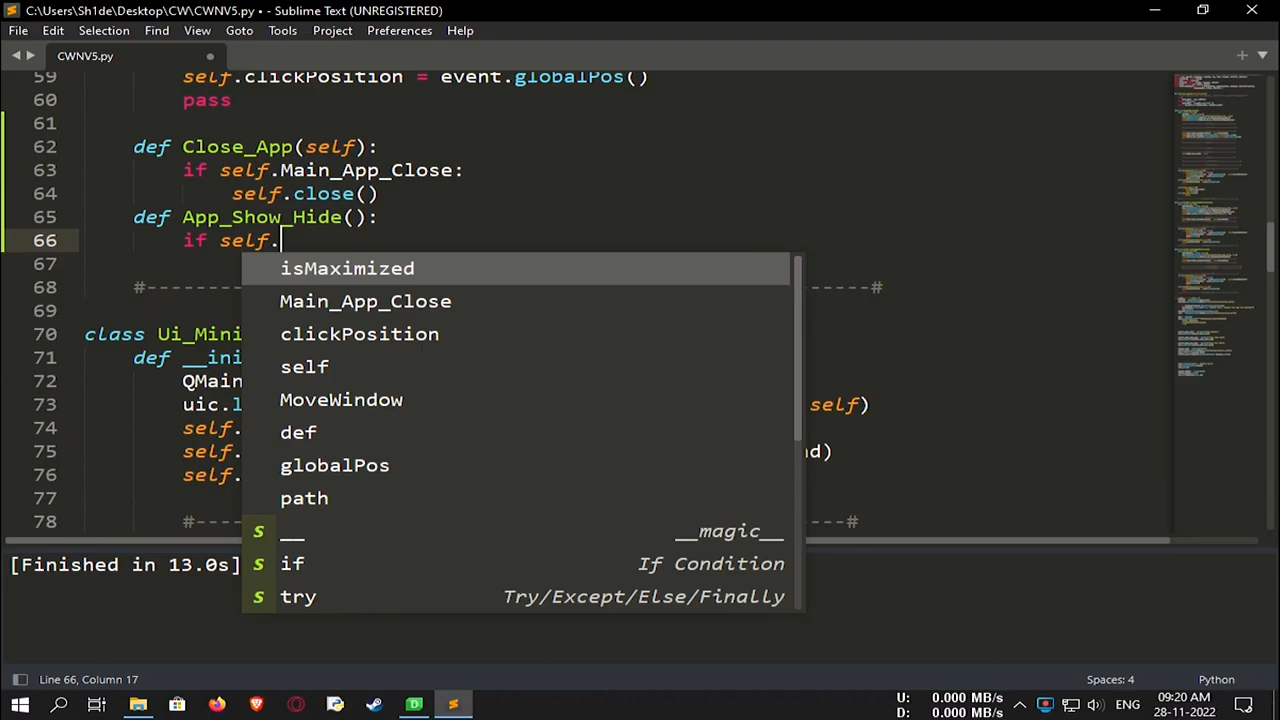 C:\Users\Sh1de\Desktop\CW\CWNV5.py • - Sublime Text (UNREGISTERED)
File Edit Selection Find View Goto Tools Project Preferences Help
CWNV5.py
59 self.clickPosition = event.globalPos()
60 pass
61
62 def Close_App(self):
63 if self.Main_App_Close:
64 self.close()
65 def App_Show_Hide():
66 if self.
67
68 #---------- ----------#
69
70 class Ui_Mini
71 def __ini
72 QMain
73 uic.l self)
74 self.
75 self. nd)
76 self.
77
78 #---- ----#
isMaximized
Main_App_Close
clickPosition
self
MoveWindow
def
globalPos
path
s __ __magic__
s if If Condition
s try Try/Except/Else/Finally
[Finished in 13.0s]
Line 66, Column 17 Spaces: 4 Python
U: 0.000 MB/s
D: 0.000 MB/s
ENG
09:20 AM
28-11-2022